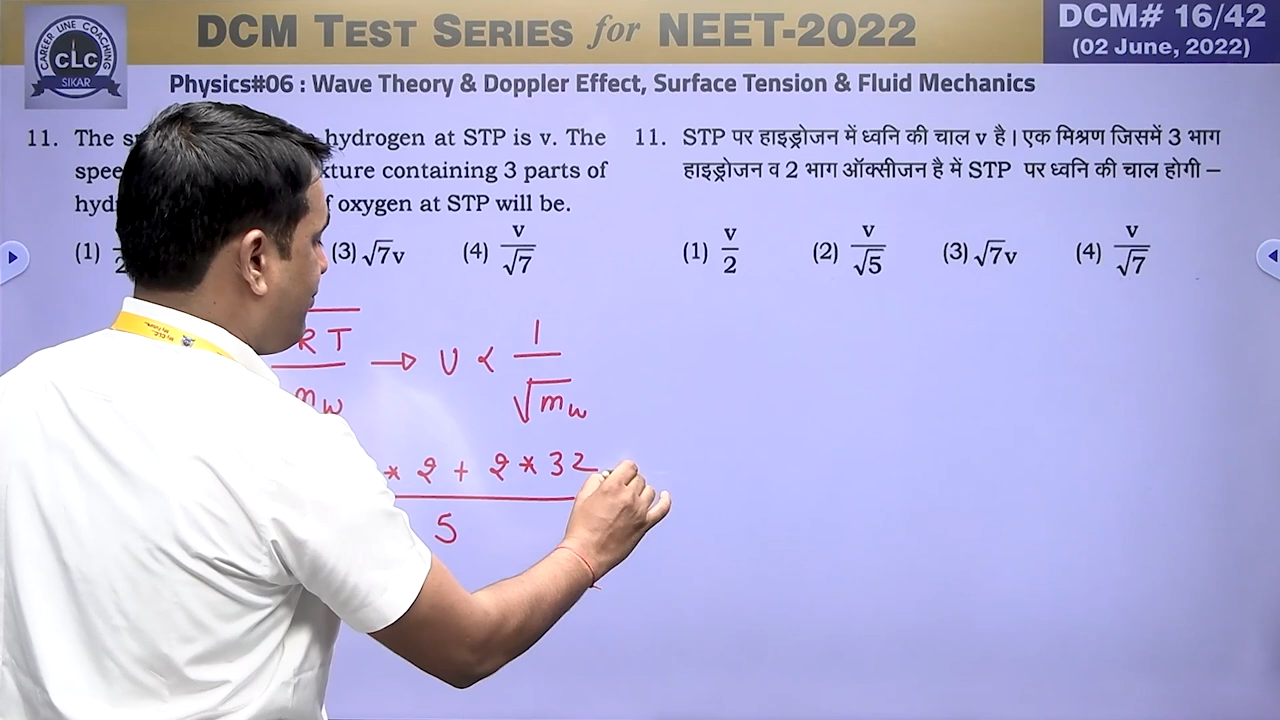 DCM TEST SERIES for NEET-2022
DCM# 16/42
(02 June, 2022)
CAREER LINE COACHING
CLC
SIKAR
Physics#06 : Wave Theory & Doppler Effect, Surface Tension & Fluid Mechanics
11. The hydrogen at STP is v. The
containing 3 parts of
of oxygen at STP will be.
(1) (3) √7v (4) v/√7
11. STP पर हाइड्रोजन में ध्वनि की चाल v है। एक मिश्रण जिसमें 3 भाग
हाइड्रोजन व 2 भाग ऑक्सीजन है में STP पर ध्वनि की चाल होगी –
(1) v/2 (2) v/√5 (3) √7v (4) v/√7
RT/mw → v ∝ 1/√mw
* 2 + 2 * 32
5